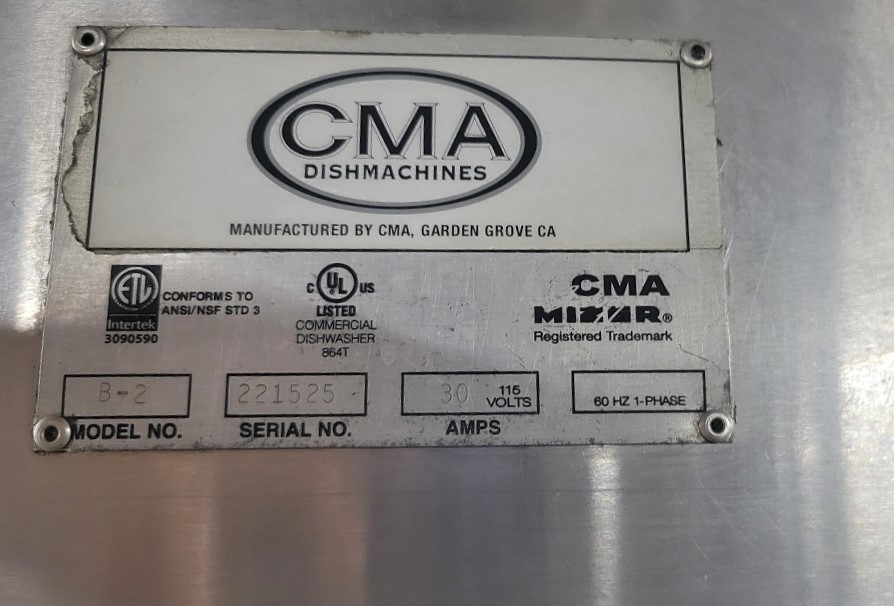 CMA
DISHMACHINES
MANUFACTURED BY CMA, GARDEN GROVE CA
ETL
Intertek
3090590
CONFORMS TO
ANSI/NSF STD 3
C UL US
LISTED
COMMERCIAL
DISHWASHER
864T
CMA
MIZAR®
Registered Trademark
B-2
MODEL NO.
221525
SERIAL NO.
30 115
VOLTS
AMPS
60 HZ 1-PHASE